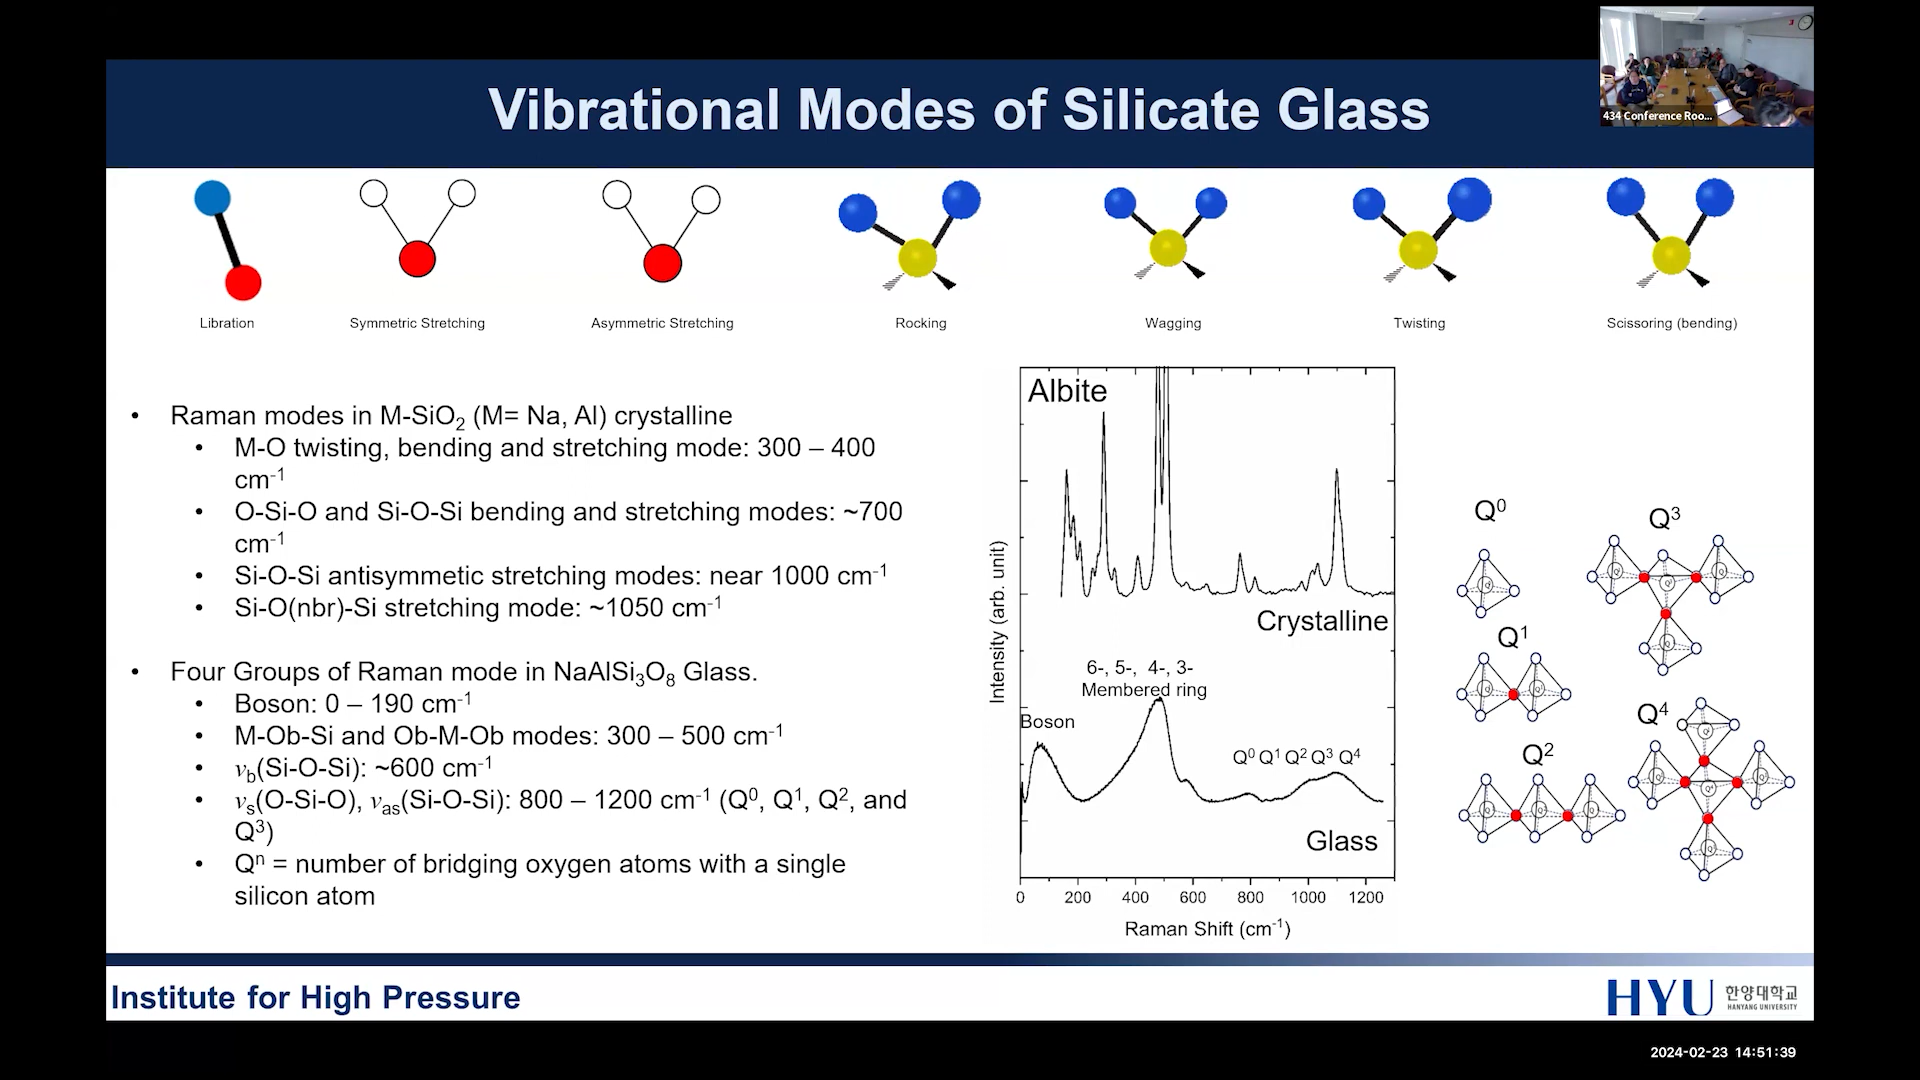 434 Conference Roo...
Vibrational Modes of Silicate Glass
Libration
Symmetric Stretching
Asymmetric Stretching
Rocking
Wagging
Twisting
Scissoring (bending)
• Raman modes in M-SiO₂ (M= Na, Al) crystalline
• M-O twisting, bending and stretching mode: 300 – 400
cm⁻¹
• O-Si-O and Si-O-Si bending and stretching modes: ~700
cm⁻¹
• Si-O-Si antisymmetic stretching modes: near 1000 cm⁻¹
• Si-O(nbr)-Si stretching mode: ~1050 cm⁻¹
• Four Groups of Raman mode in NaAlSi₃O₈ Glass.
• Boson: 0 – 190 cm⁻¹
• M-Ob-Si and Ob-M-Ob modes: 300 – 500 cm⁻¹
• νb(Si-O-Si): ~600 cm⁻¹
• νs(O-Si-O), νas(Si-O-Si): 800 – 1200 cm⁻¹ (Q⁰, Q¹, Q², and
Q³)
• Qⁿ = number of bridging oxygen atoms with a single
silicon atom
Albite
Crystalline
6-, 5-, 4-, 3-
Membered ring
Boson
Q⁰ Q¹ Q² Q³ Q⁴
Glass
Intensity (arb. unit)
0 200 400 600 800 1000 1200
Raman Shift (cm⁻¹)
Q⁰
Q³
Q¹
Q⁴
Q²
Institute for High Pressure
HYU 한양대학교
HANYANG UNIVERSITY
2024-02-23 14:51:39